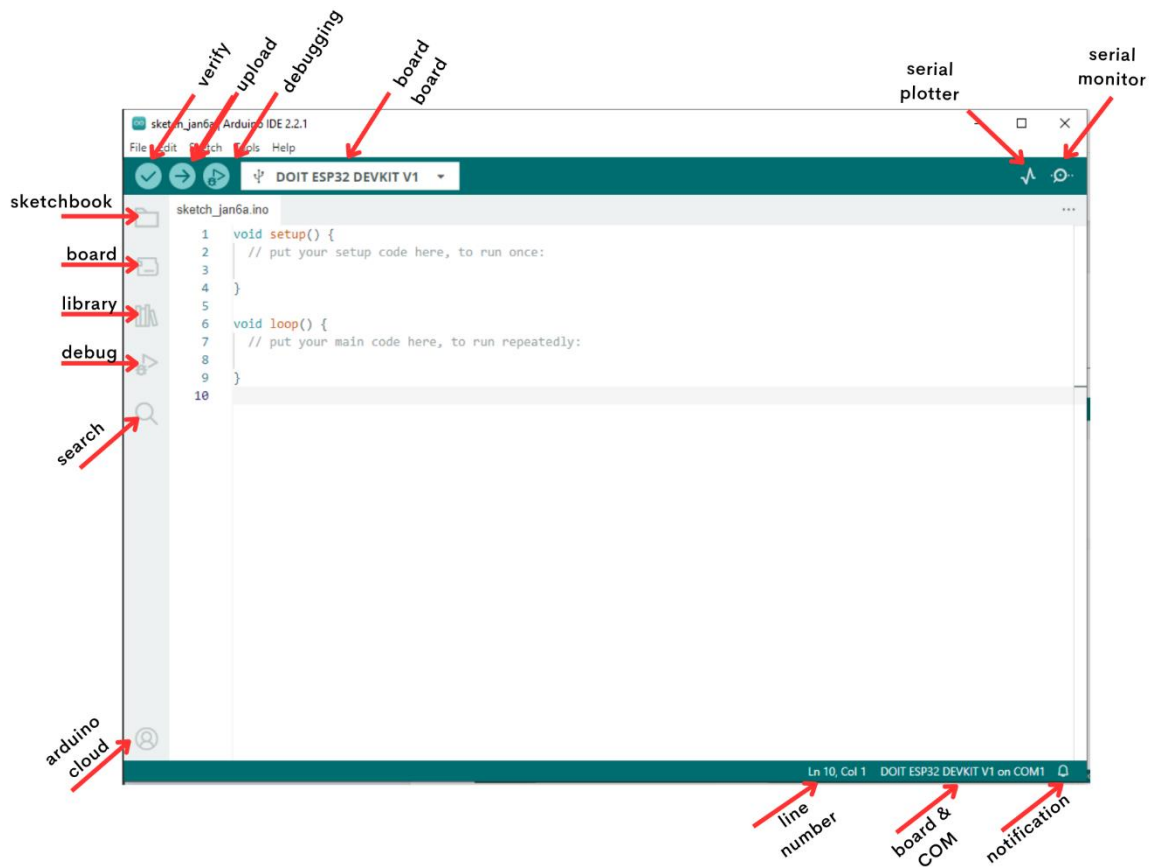 verify
upload
debugging
board
board
serial
plotter
serial
monitor
sketch_jan6a | Arduino IDE 2.2.1
File Edit Sketch Tools Help
DOIT ESP32 DEVKIT V1
sketchbook
board
library
debug
search
arduino
cloud
sketch_jan6a.ino
1 void setup() {
2 // put your setup code here, to run once:
3
4 }
5
6 void loop() {
7 // put your main code here, to run repeatedly:
8
9 }
10
Ln 10, Col 1 DOIT ESP32 DEVKIT V1 on COM1
line
number
board &
COM
notification